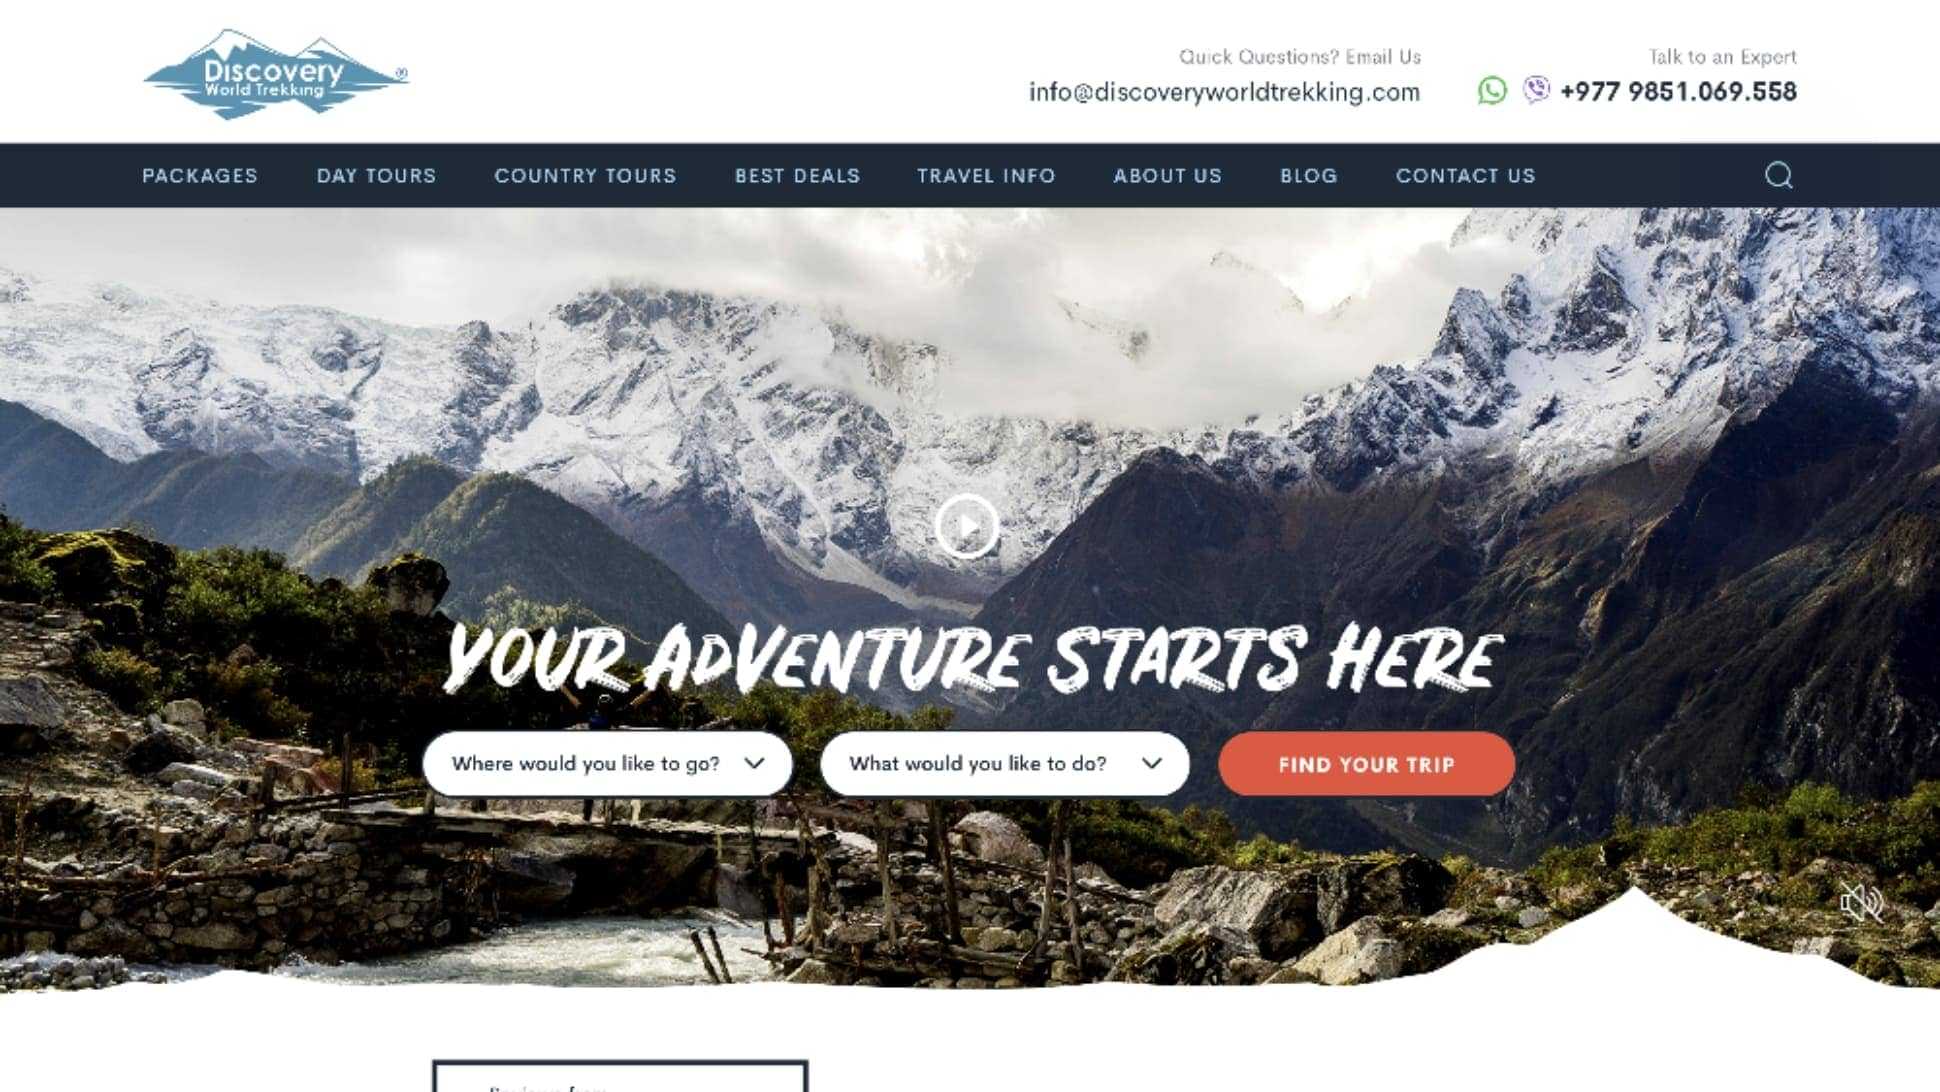 Discovery
World Trekking
®
Quick Questions? Email Us
info@discoveryworldtrekking.com
Talk to an Expert
+977 9851.069.558
PACKAGES DAY TOURS COUNTRY TOURS BEST DEALS TRAVEL INFO ABOUT US BLOG CONTACT US
YOUR ADVENTURE STARTS HERE
Where would you like to go? What would you like to do? FIND YOUR TRIP